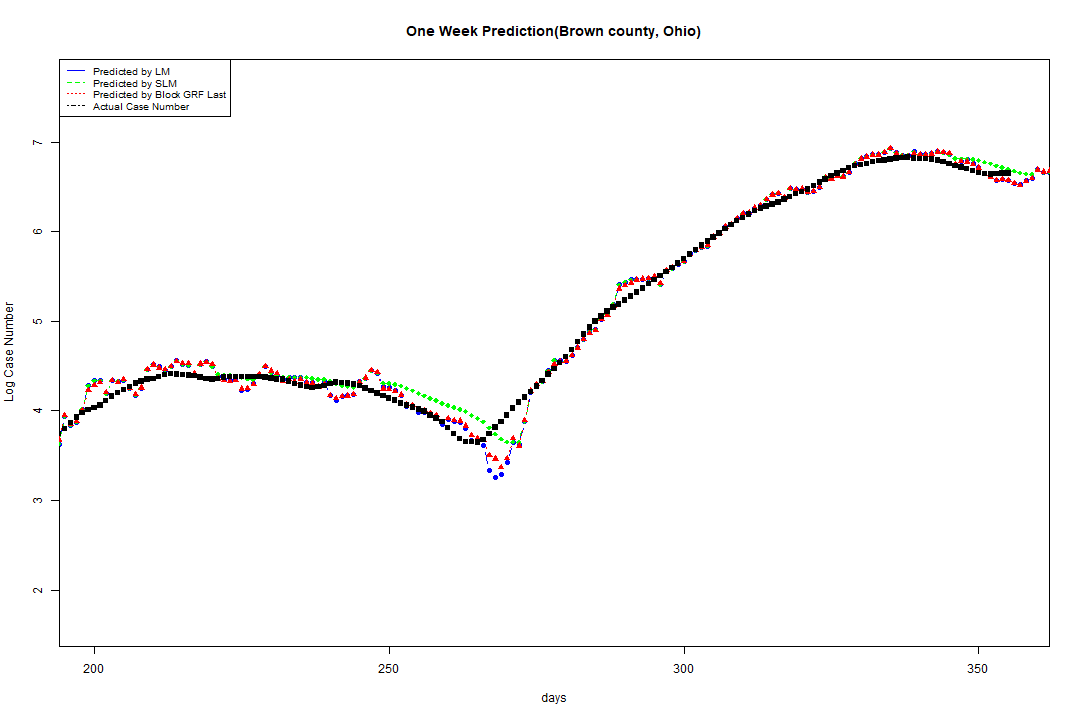 One Week Prediction(Brown county, Ohio)
Predicted by LM
Predicted by SLM
Predicted by Block GRF Last
Actual Case Number
Log Case Number
7
6
5
4
3
2
200
250
300
350
days